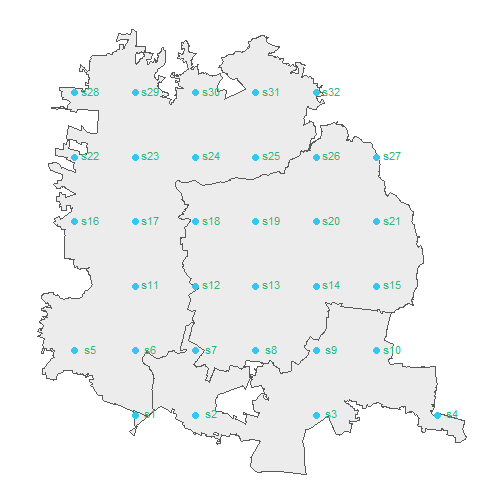 s28 s29 s30 s31 s32
s22 s23 s24 s25 s26 s27
s16 s17 s18 s19 s20 s21
s11 s12 s13 s14 s15
s5 s6 s7 s8 s9 s10
s1 s2 s3 s4